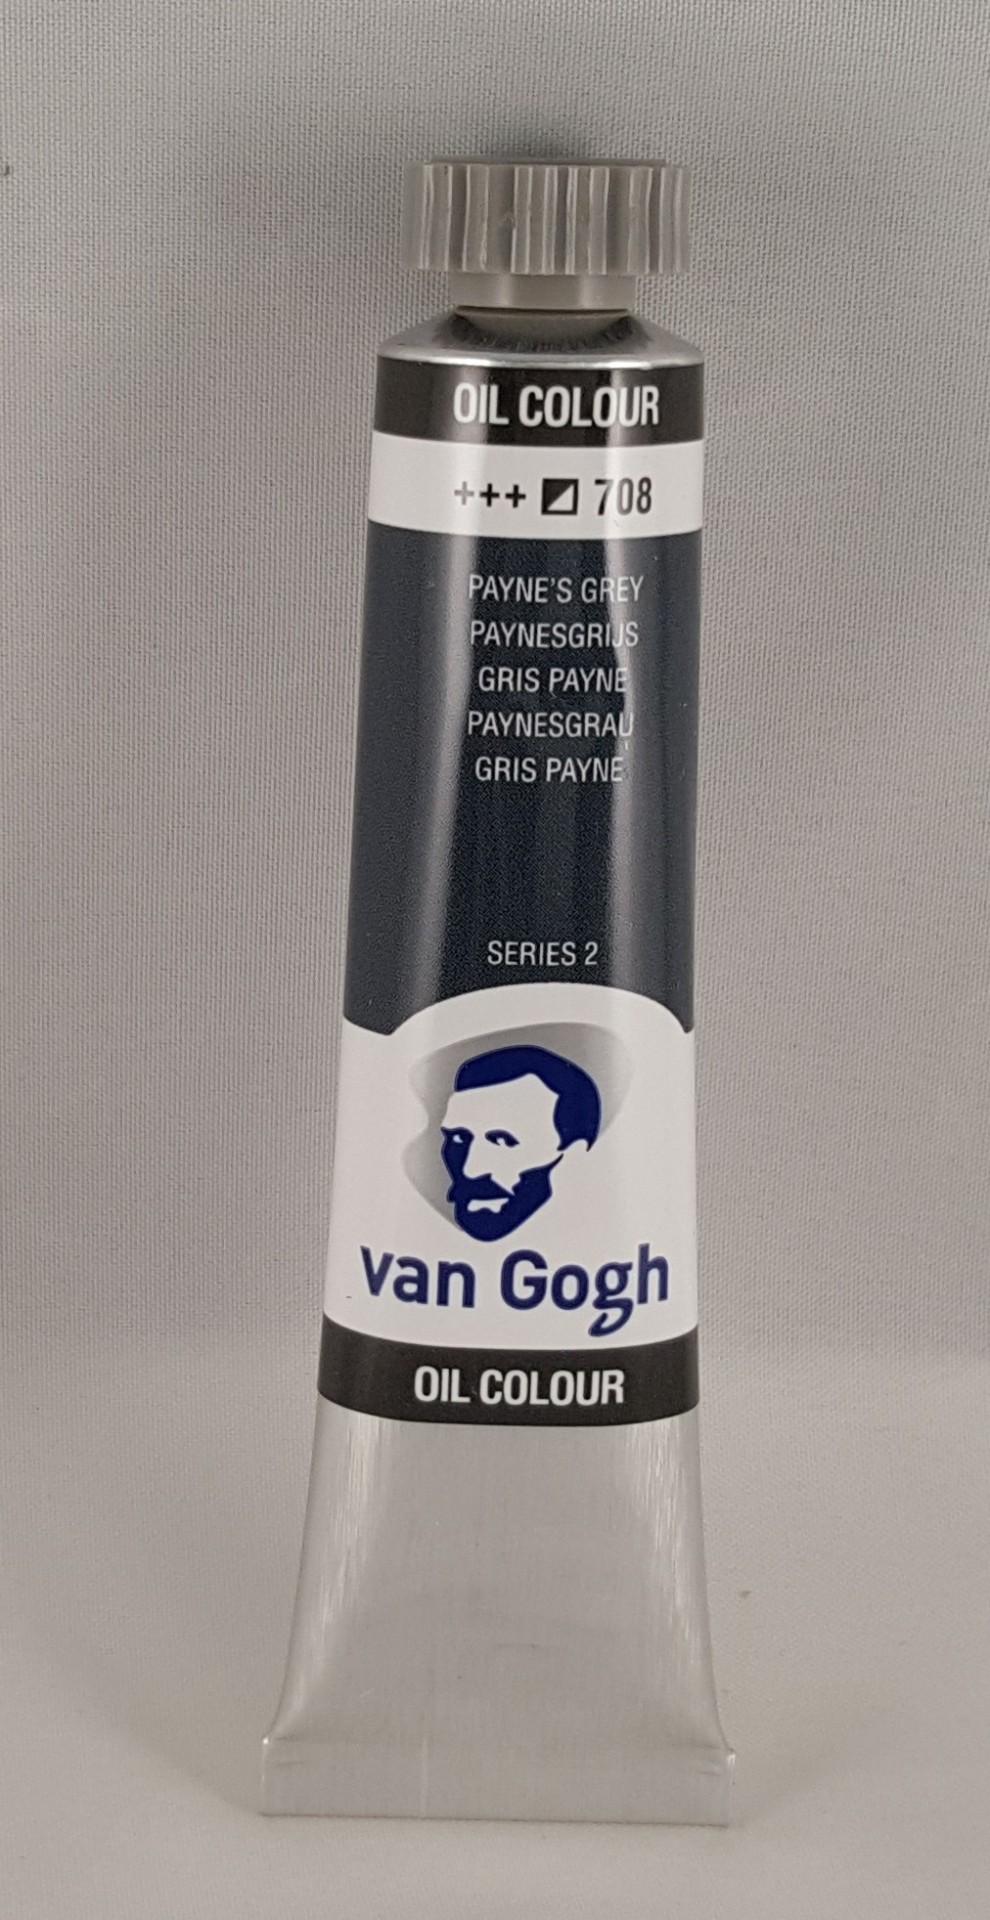 OIL COLOUR
+++ 708
PAYNE'S GREY
PAYNESGRIJS
GRIS PAYNE
PAYNESGRAU
GRIS PAYNE
SERIES 2
van Gogh
OIL COLOUR